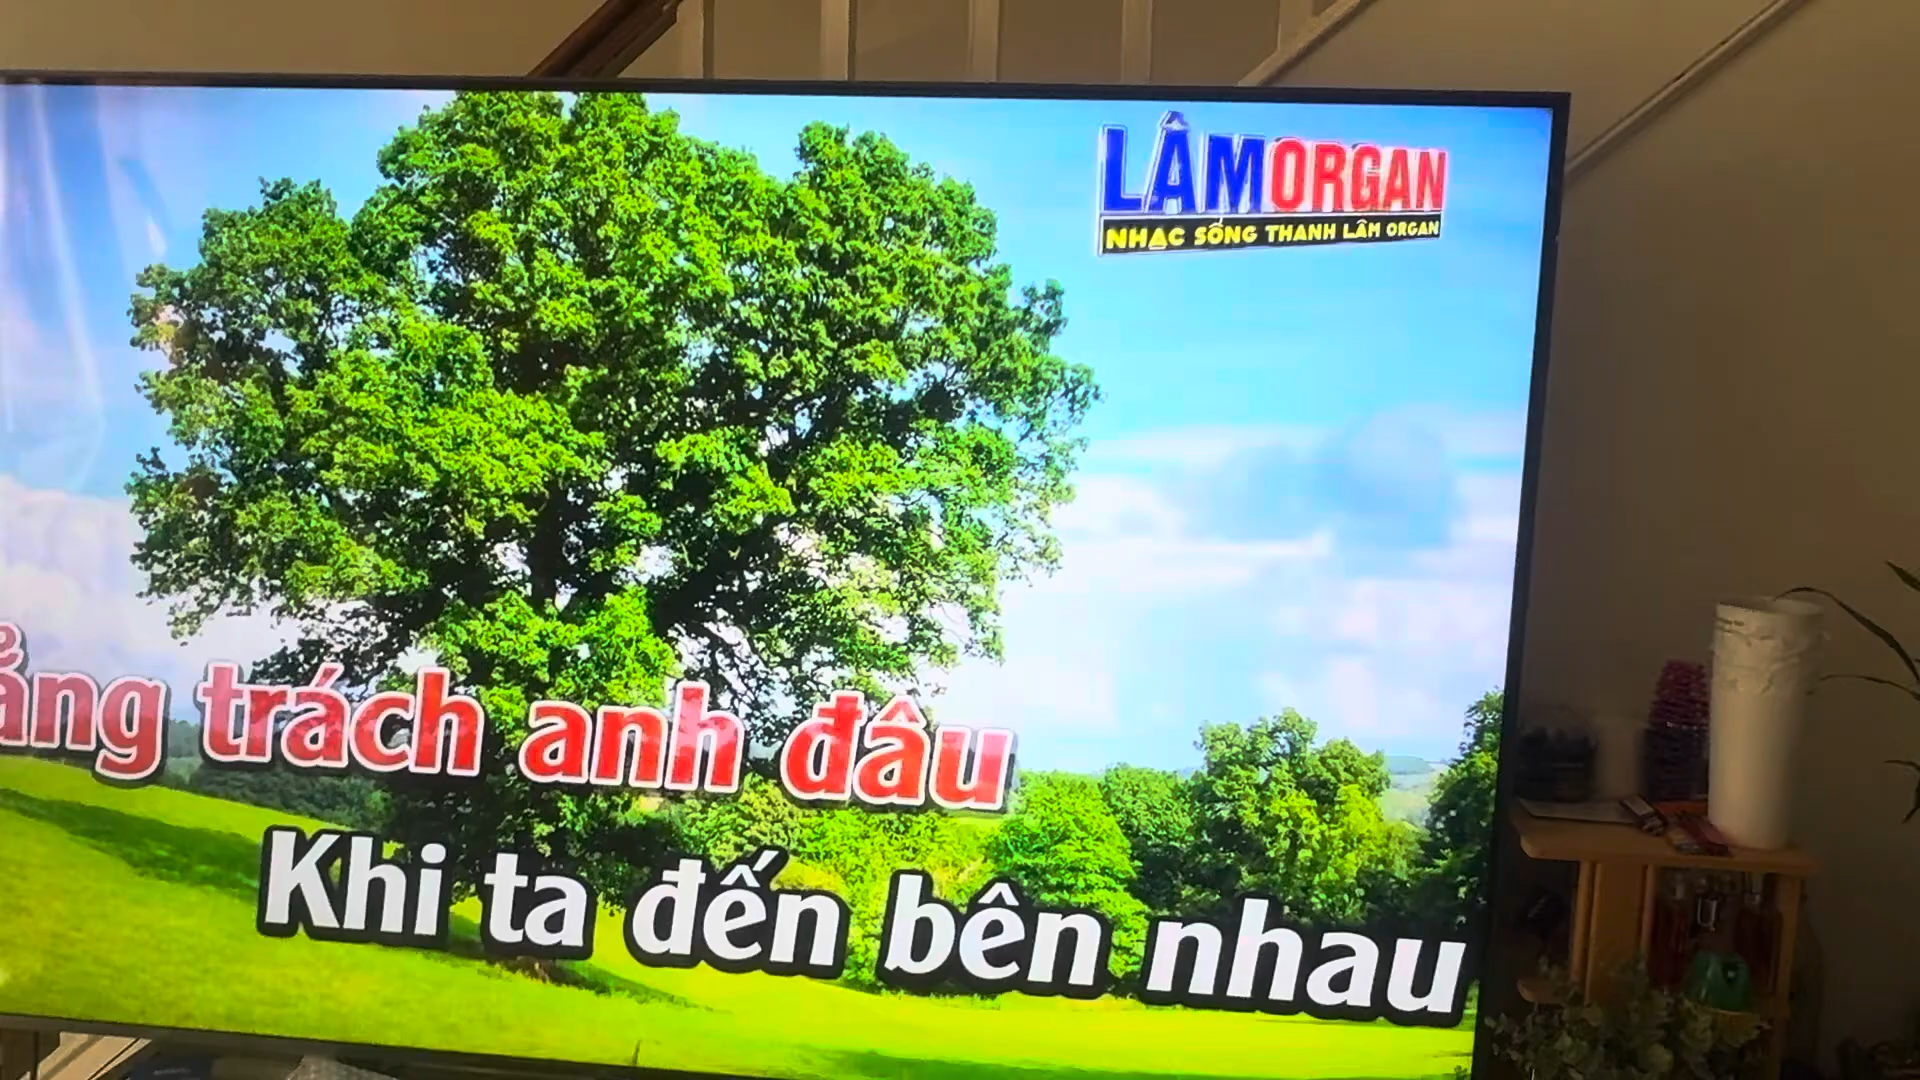 LÂMORGAN
NHẠC SỐNG THANH LÂM ORGAN
trách anh đâu
Khi ta đến bên nhau